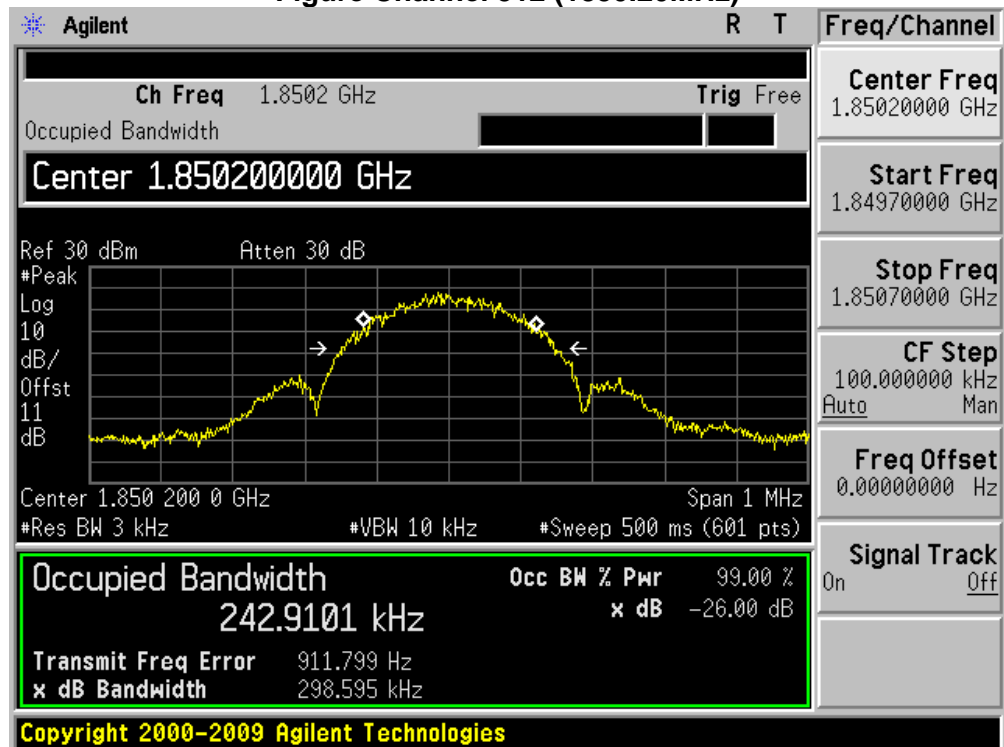 Agilent R T
Freq/Channel
Ch Freq 1.8502 GHz Trig Free
Occupied Bandwidth
Center 1.850200000 GHz
Ref 30 dBm Atten 30 dB
#Peak
Log
10
dB/
Offst
11
dB
Center 1.850 200 0 GHz Span 1 MHz
#Res BW 3 kHz #VBW 10 kHz #Sweep 500 ms (601 pts)
Occupied Bandwidth
242.9101 kHz
Occ BW % Pwr 99.00 %
x dB -26.00 dB
Transmit Freq Error 911.799 Hz
x dB Bandwidth 298.595 kHz
Center Freq
1.85020000 GHz
Start Freq
1.84970000 GHz
Stop Freq
1.85070000 GHz
CF Step
100.000000 kHz
Auto Man
Freq Offset
0.00000000 Hz
Signal Track
On Off
Copyright 2000-2009 Agilent Technologies